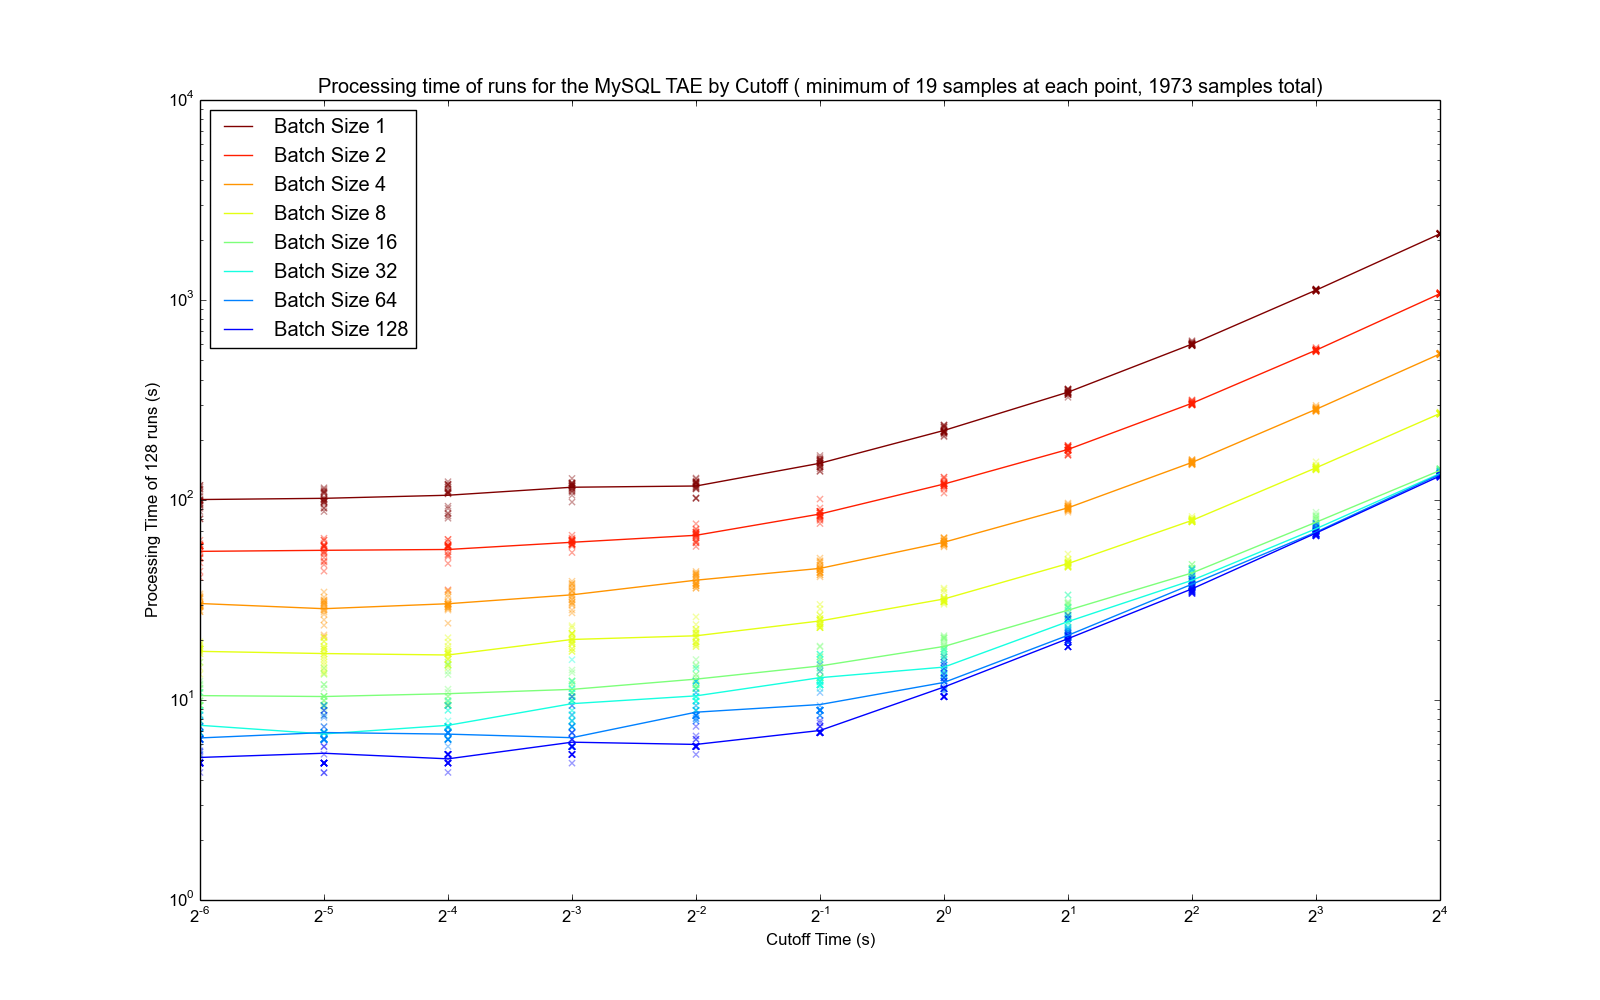 Processing time of runs for the MySQL TAE by Cutoff ( minimum of 19 samples at each point, 1973 samples total)
10^4
10^3
10^2
10^1
10^0
Processing Time of 128 runs (s)
Batch Size 1
Batch Size 2
Batch Size 4
Batch Size 8
Batch Size 16
Batch Size 32
Batch Size 64
Batch Size 128
2^-6 2^-5 2^-4 2^-3 2^-2 2^-1 2^0 2^1 2^2 2^3 2^4
Cutoff Time (s)